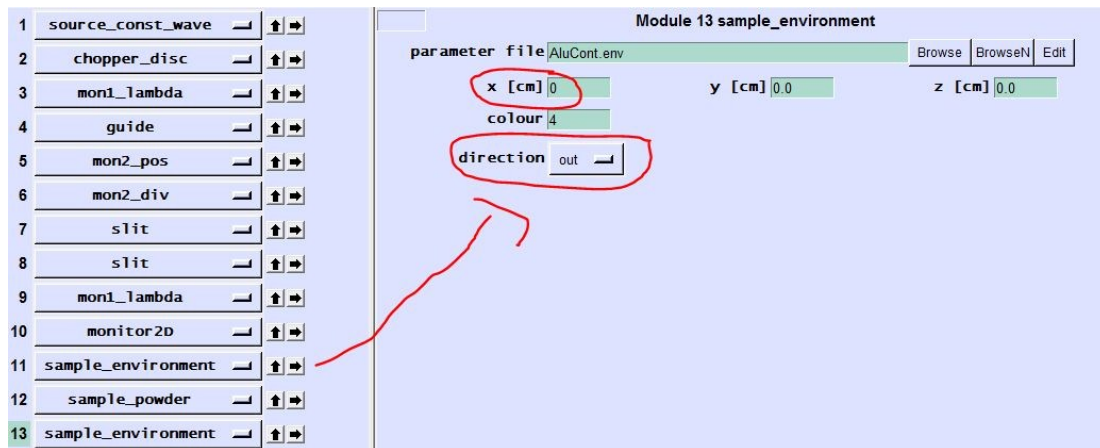 1 source_const_wave
2 chopper_disc
3 mon1_lambda
4 guide
5 mon2_pos
6 mon2_div
7 slit
8 slit
9 mon1_lambda
10 monitor2D
11 sample_environment
12 sample_powder
13 sample_environment
Module 13 sample_environment
parameter file AluCont.env Browse BrowseN Edit
x [cm] 0 y [cm] 0.0 z [cm] 0.0
colour 4
direction out